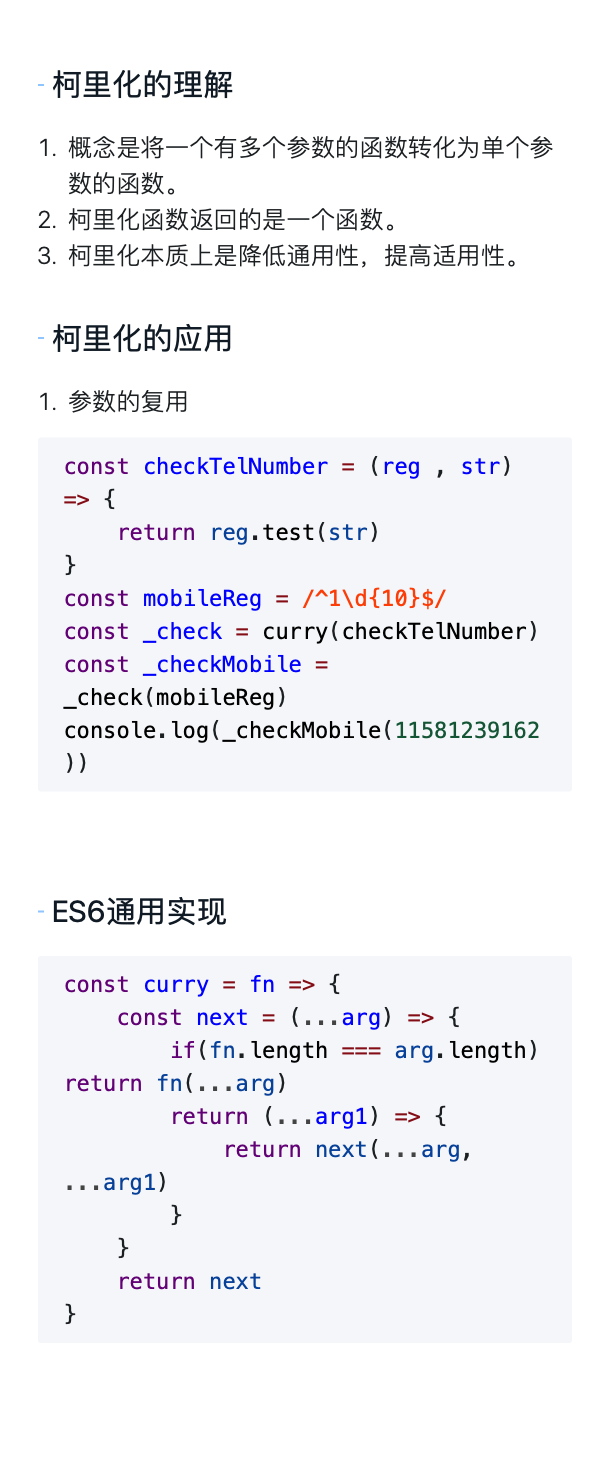 - 柯里化的理解
1. 概念是将一个有多个参数的函数转化为单个参
数的函数。
2. 柯里化函数返回的是一个函数。
3. 柯里化本质上是降低通用性，提高适用性。
- 柯里化的应用
1. 参数的复用
const checkTelNumber = (reg , str)
=> {
    return reg.test(str)
}
const mobileReg = /^1\d{10}$/
const _check = curry(checkTelNumber)
const _checkMobile =
_check(mobileReg)
console.log(_checkMobile(11581239162
))
- ES6通用实现
const curry = fn => {
    const next = (...arg) => {
        if(fn.length === arg.length)
return fn(...arg)
        return (...arg1) => {
            return next(...arg,
...arg1)
        }
    }
    return next
}